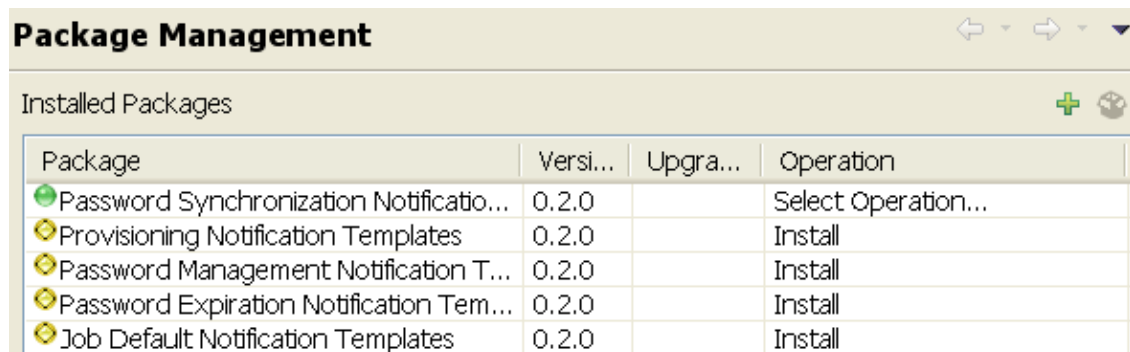 Package Management
Installed Packages
Package Versi... Upgra... Operation
Password Synchronization Notificatio... 0.2.0 Select Operation...
Provisioning Notification Templates 0.2.0 Install
Password Management Notification T... 0.2.0 Install
Password Expiration Notification Tem... 0.2.0 Install
Job Default Notification Templates 0.2.0 Install